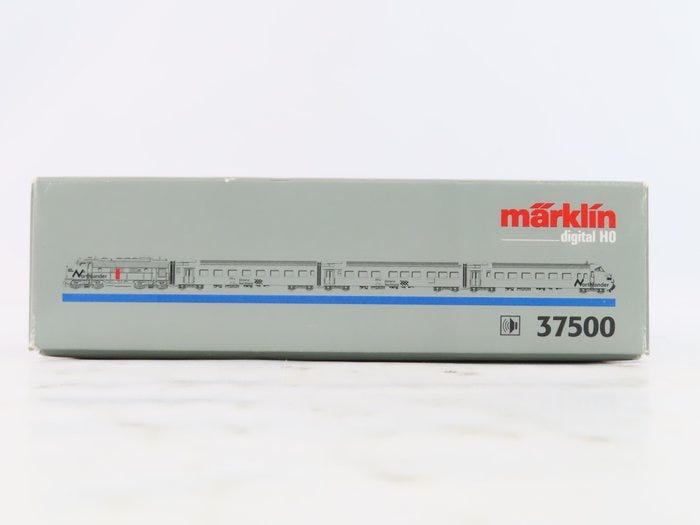 märklin
digital H0
Northlander
Northlander
37500